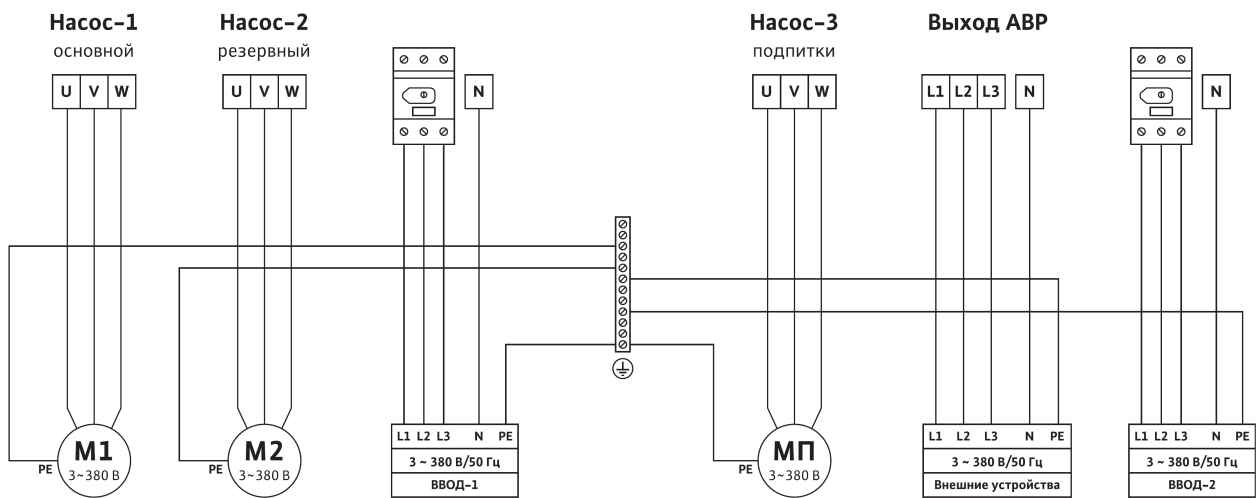 Насос-1
основной
U V W
Насос-2
резервный
U V W
N
Насос-3
подпитки
U V W
Выход АВР
L1 L2 L3 N
N
М1
3~380 В
PE
М2
3~380 В
PE
L1 L2 L3 N PE
3 ~ 380 В/50 Гц
ВВОД-1
МП
3~380 В
PE
L1 L2 L3 N PE
3 ~ 380 В/50 Гц
Внешние устройства
L1 L2 L3 N PE
3 ~ 380 В/50 Гц
ВВОД-2